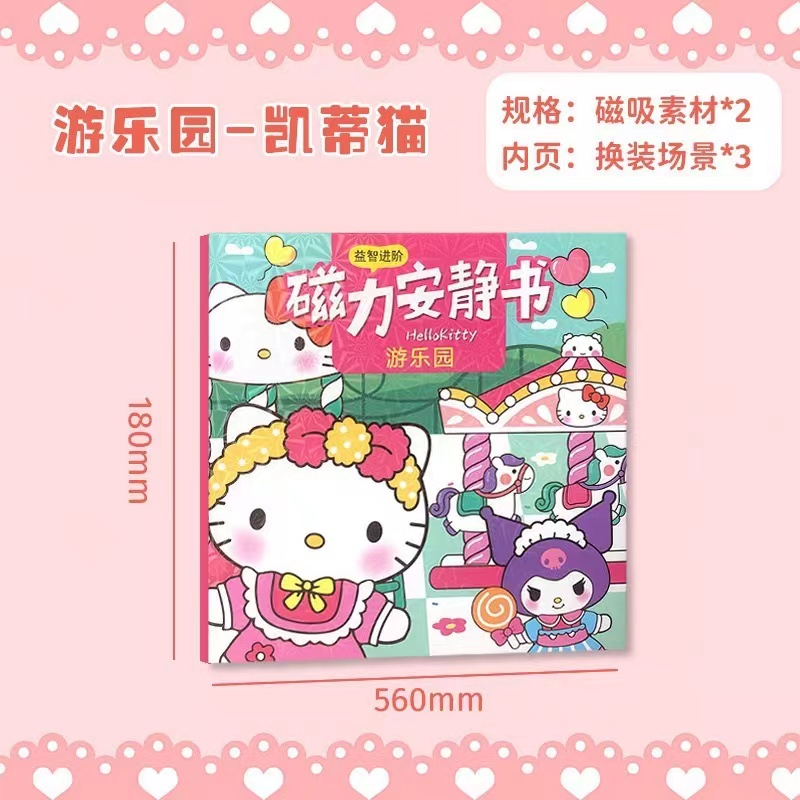 游乐园-凯蒂猫
规格：磁吸素材*2
内页：换装场景*3
益智进阶
磁力安静书
HelloKitty
游乐园
180mm
560mm